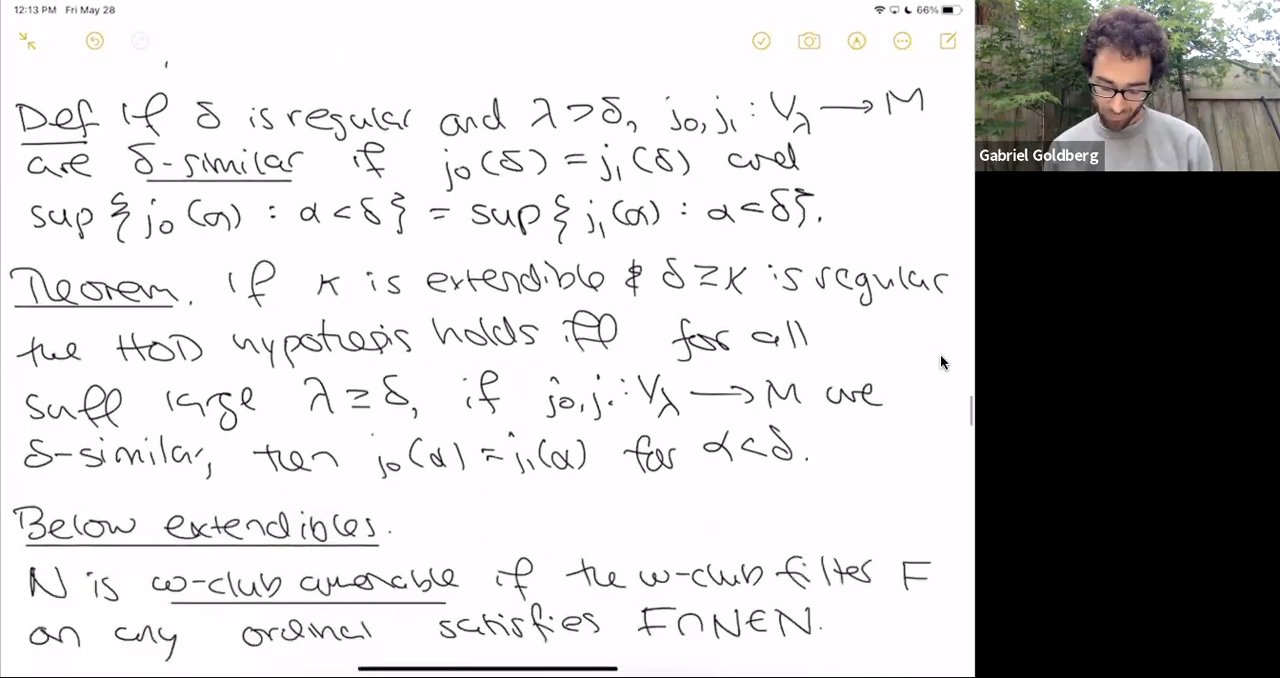 12:13 PM Fri May 28
66%
Def If δ is regular and λ > δ, j₀, j₁ : V_λ → M
are δ-similar if j₀(δ) = j₁(δ) and
sup { j₀(α) : α < δ } = sup { j₁(α) : α < δ }.
Theorem. If κ is extendible & δ ≥ κ is regular
the HOD hypothesis holds iff for all
suff large λ ≥ δ, if j₀, j₁ : V_λ → M are
δ-similar, then j₀(α) = j₁(α) for α < δ.
Below extendibles.
N is ω-club amenable if the ω-club filter F
on any ordinal satisfies F ∩ N ∈ N.
Gabriel Goldberg